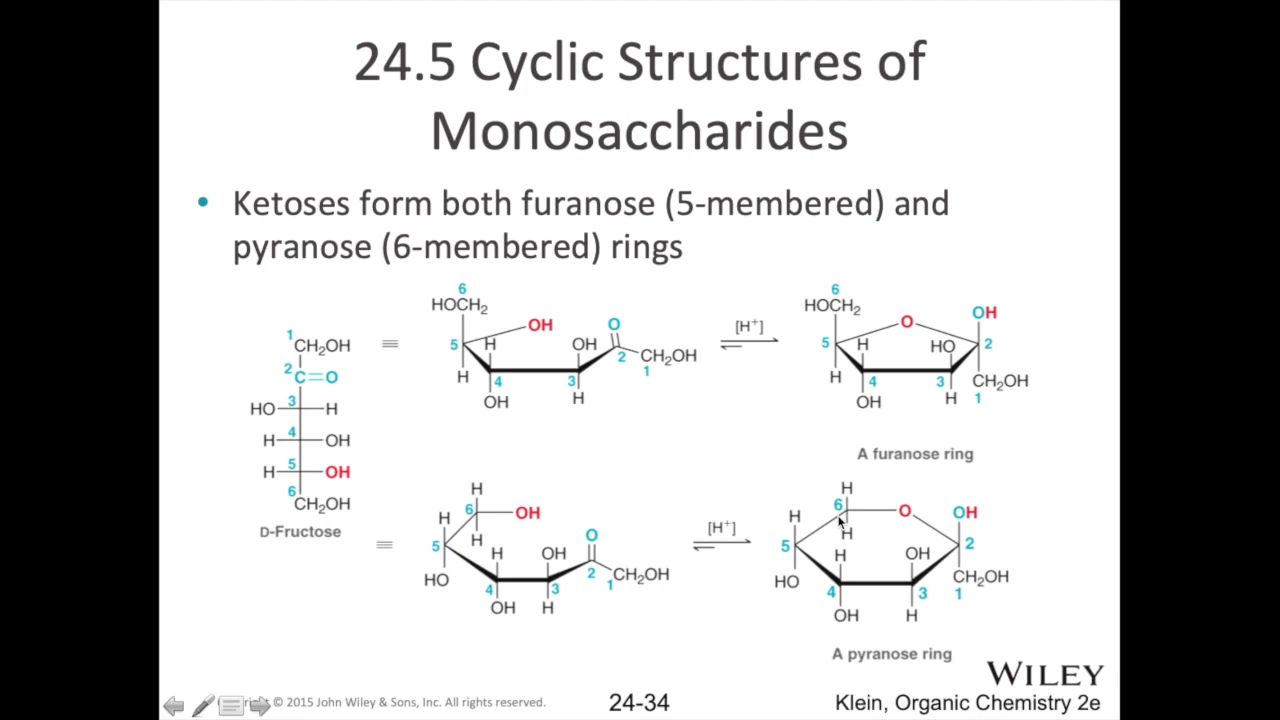 24.5 Cyclic Structures of
Monosaccharides
• Ketoses form both furanose (5-membered) and
pyranose (6-membered) rings
1
CH₂OH
2
C=O
3
HO H
4
H OH
5
H OH
6
CH₂OH
D-Fructose
6
HOCH₂
OH
5 H
H 4
OH
OH
3
H
O
2 CH₂OH
1
[H⁺]
6
HOCH₂
O
OH
5 H HO 2
H 4 3 CH₂OH
OH H 1
A furanose ring
H
6 OH
H
H
5
HO
H OH
4 3
OH H
O
2 CH₂OH
1
[H⁺]
H
6 O OH
H
H
5 H OH 2
HO CH₂OH
4 3 1
OH H
A pyranose ring
WILEY
© 2015 John Wiley & Sons, Inc. All rights reserved.
24-34
Klein, Organic Chemistry 2e